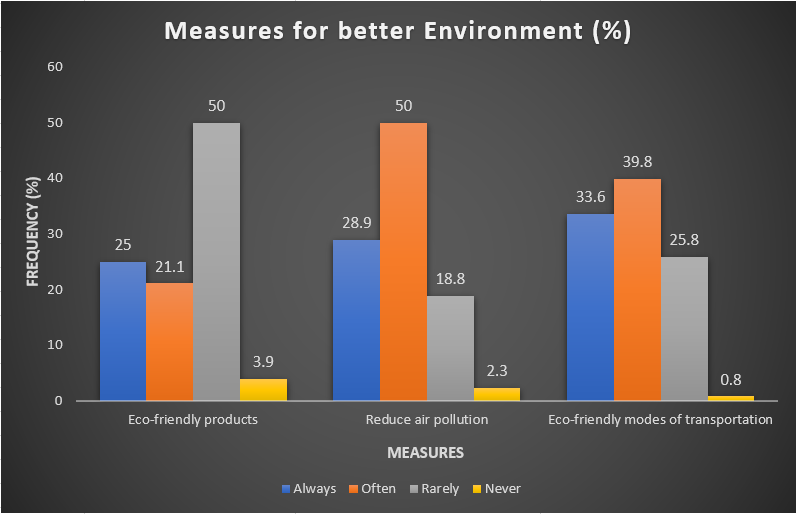 Measures for better Environment (%)
FREQUENCY (%)
60
50
40
30
20
10
0
25
21.1
50
3.9
28.9
50
18.8
2.3
33.6
39.8
25.8
0.8
Eco-friendly products
Reduce air pollution
Eco-friendly modes of transportation
MEASURES
Always Often Rarely Never